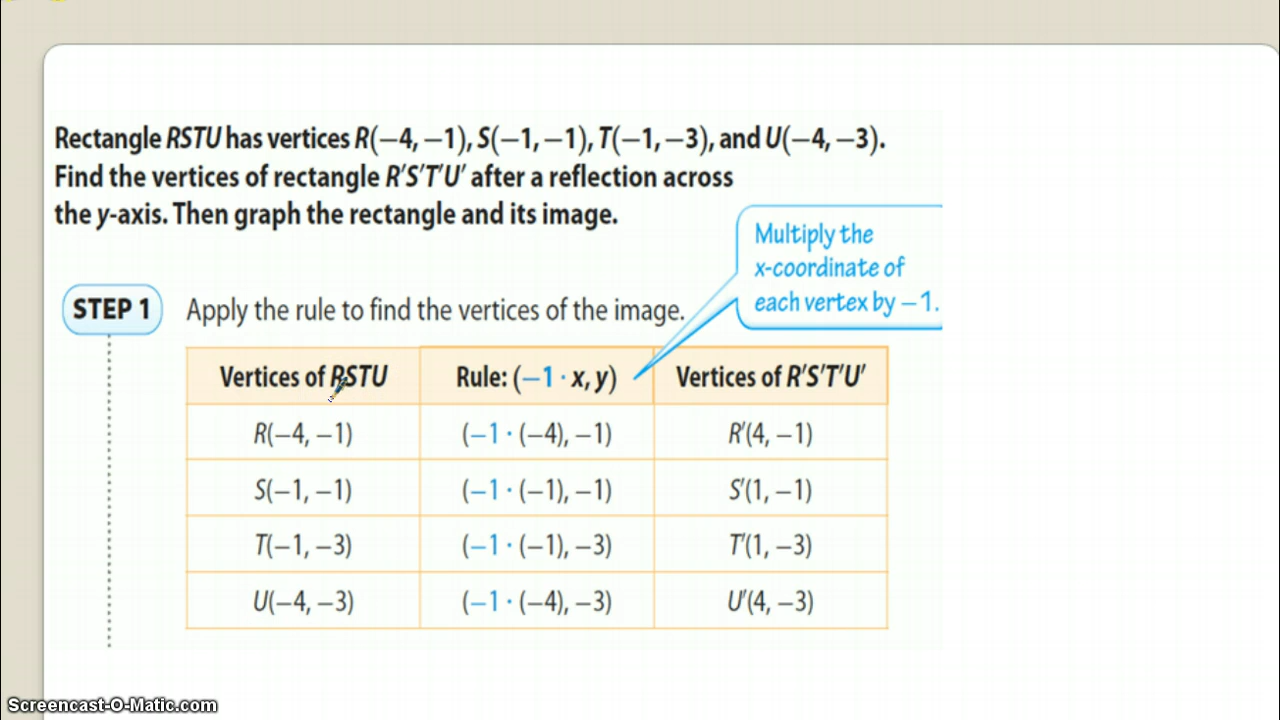 Rectangle RSTU has vertices R(−4, −1), S(−1, −1), T(−1, −3), and U(−4, −3).
Find the vertices of rectangle R′S′T′U′ after a reflection across
the y-axis. Then graph the rectangle and its image.
Multiply the
x-coordinate of
each vertex by −1.
STEP 1 Apply the rule to find the vertices of the image.
Vertices of RSTU Rule: (−1 · x, y) Vertices of R′S′T′U′
R(−4, −1) (−1 · (−4), −1) R′(4, −1)
S(−1, −1) (−1 · (−1), −1) S′(1, −1)
T(−1, −3) (−1 · (−1), −3) T′(1, −3)
U(−4, −3) (−1 · (−4), −3) U′(4, −3)
Screencast-O-Matic.com